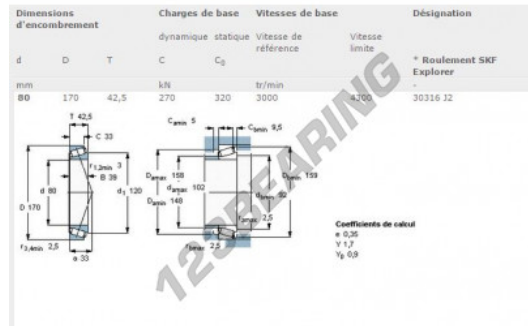 Dimensions d'encombrement Charges de base Vitesses de base Désignation
dynamique statique Vitesse de référence Vitesse limite
d D T C C0 * Roulement SKF Explorer
mm kN tr/min -
80 170 42,5 270 320 3000 4300 30316 J2
T 42,5
C 33
r1,2min 3
B 39
d 80
d1 120
D 170
r3,4min 2,5
a 33
Camin 5
Cbmin 9,5
Damax 158
damax 102
Damin 148
Dbmin 159
dbmin 92
ramax 2,5
rbmax 2,5
Coefficients de calcul
e 0,35
Y 1,7
Y0 0,9
123BEARING